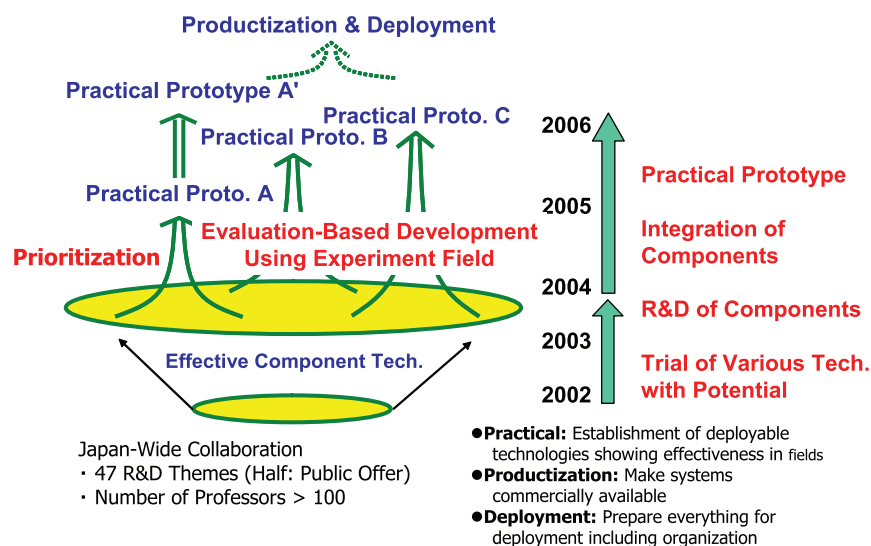 Productization & Deployment
Practical Prototype A'
Practical Proto. C
Practical Proto. B
Practical Proto. A
Prioritization
Evaluation-Based Development
Using Experiment Field
Effective Component Tech.
Japan-Wide Collaboration
・ 47 R&D Themes (Half: Public Offer)
・ Number of Professors > 100
2006
Practical Prototype
2005
Integration of
Components
2004
R&D of Components
2003
Trial of Various Tech.
with Potential
2002
●Practical: Establishment of deployable
technologies showing effectiveness in fields
●Productization: Make systems
commercially available
●Deployment: Prepare everything for
deployment including organization